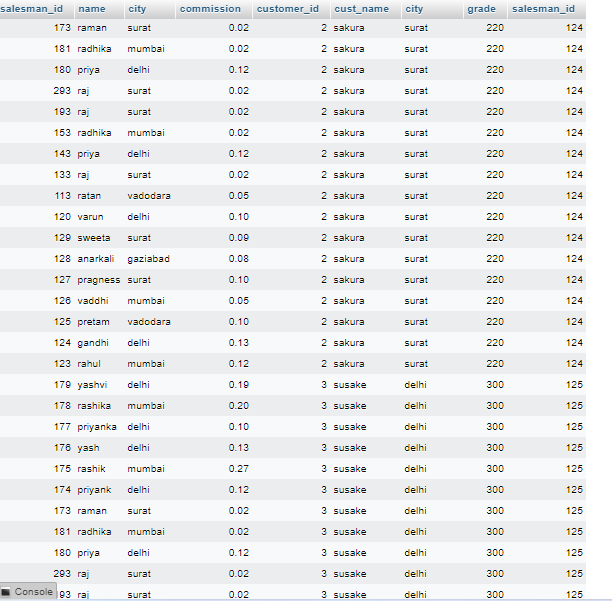 salesman_id name city commission customer_id cust_name city grade salesman_id
173 raman surat 0.02 2 sakura surat 220 124
181 radhika mumbai 0.02 2 sakura surat 220 124
180 priya delhi 0.12 2 sakura surat 220 124
293 raj surat 0.02 2 sakura surat 220 124
193 raj surat 0.02 2 sakura surat 220 124
153 radhika mumbai 0.02 2 sakura surat 220 124
143 priya delhi 0.12 2 sakura surat 220 124
133 raj surat 0.02 2 sakura surat 220 124
113 ratan vadodara 0.05 2 sakura surat 220 124
120 varun delhi 0.10 2 sakura surat 220 124
129 sweeta surat 0.09 2 sakura surat 220 124
128 anarkali gaziabad 0.08 2 sakura surat 220 124
127 pragness surat 0.10 2 sakura surat 220 124
126 vaddhi mumbai 0.05 2 sakura surat 220 124
125 pretam vadodara 0.10 2 sakura surat 220 124
124 gandhi delhi 0.13 2 sakura surat 220 124
123 rahul mumbai 0.12 2 sakura surat 220 124
179 yashvi delhi 0.19 3 susake delhi 300 125
178 rashika mumbai 0.20 3 susake delhi 300 125
177 priyanka delhi 0.10 3 susake delhi 300 125
176 yash delhi 0.13 3 susake delhi 300 125
175 rashik mumbai 0.27 3 susake delhi 300 125
174 priyank delhi 0.12 3 susake delhi 300 125
173 raman surat 0.02 3 susake delhi 300 125
181 radhika mumbai 0.02 3 susake delhi 300 125
180 priya delhi 0.12 3 susake delhi 300 125
293 raj surat 0.02 3 susake delhi 300 125
Console 93 raj surat 0.02 3 susake delhi 300 125